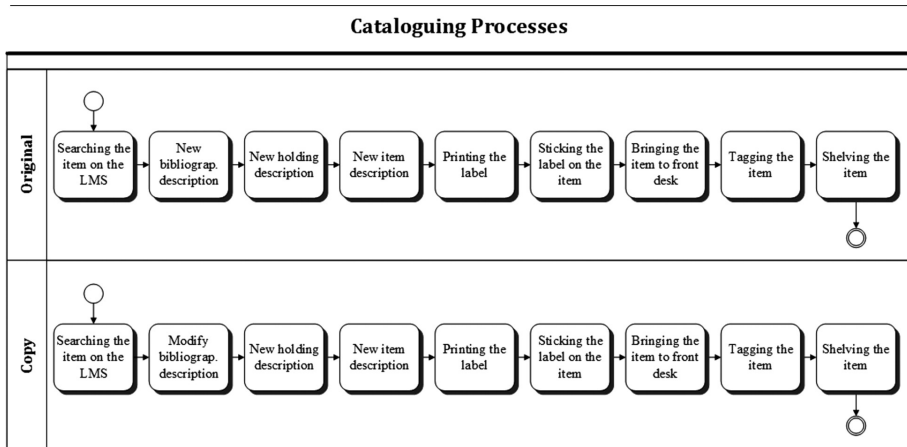 Cataloguing Processes
Original
Searching the
item on the
LMS
New
bibliograp.
description
New holding
description
New item
description
Printing the
label
Sticking the
label on the
item
Bringing the
item to front
desk
Tagging the
item
Shelving the
item
Copy
Searching the
item on the
LMS
Modify
bibliograp.
description
New holding
description
New item
description
Printing the
label
Sticking the
label on the
item
Bringing the
item to front
desk
Tagging the
item
Shelving the
item